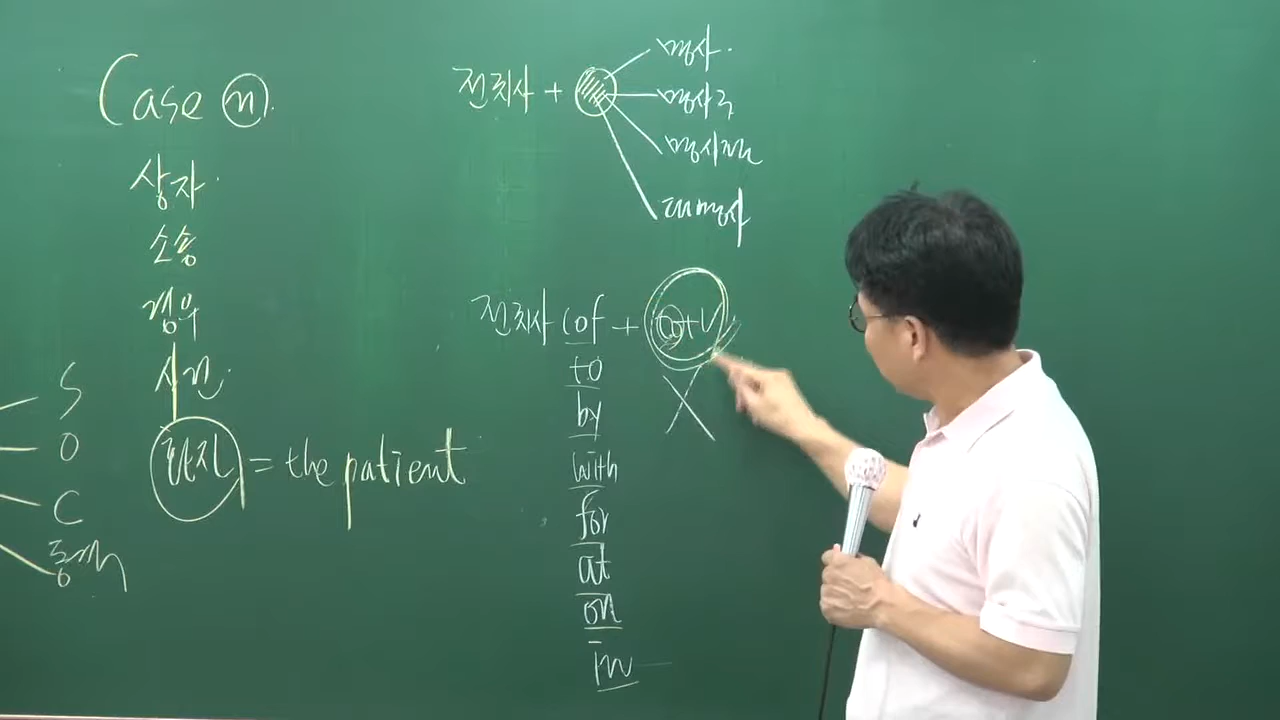 Case ⓝ.
상자.
소송
경우
사건.
환자 = the patient
S
O
C
동격
전치사 +
명사.
명사구
명사절
대명사
전치사 (of + ⓢ+V
to
by
with
for
at
on
in
X